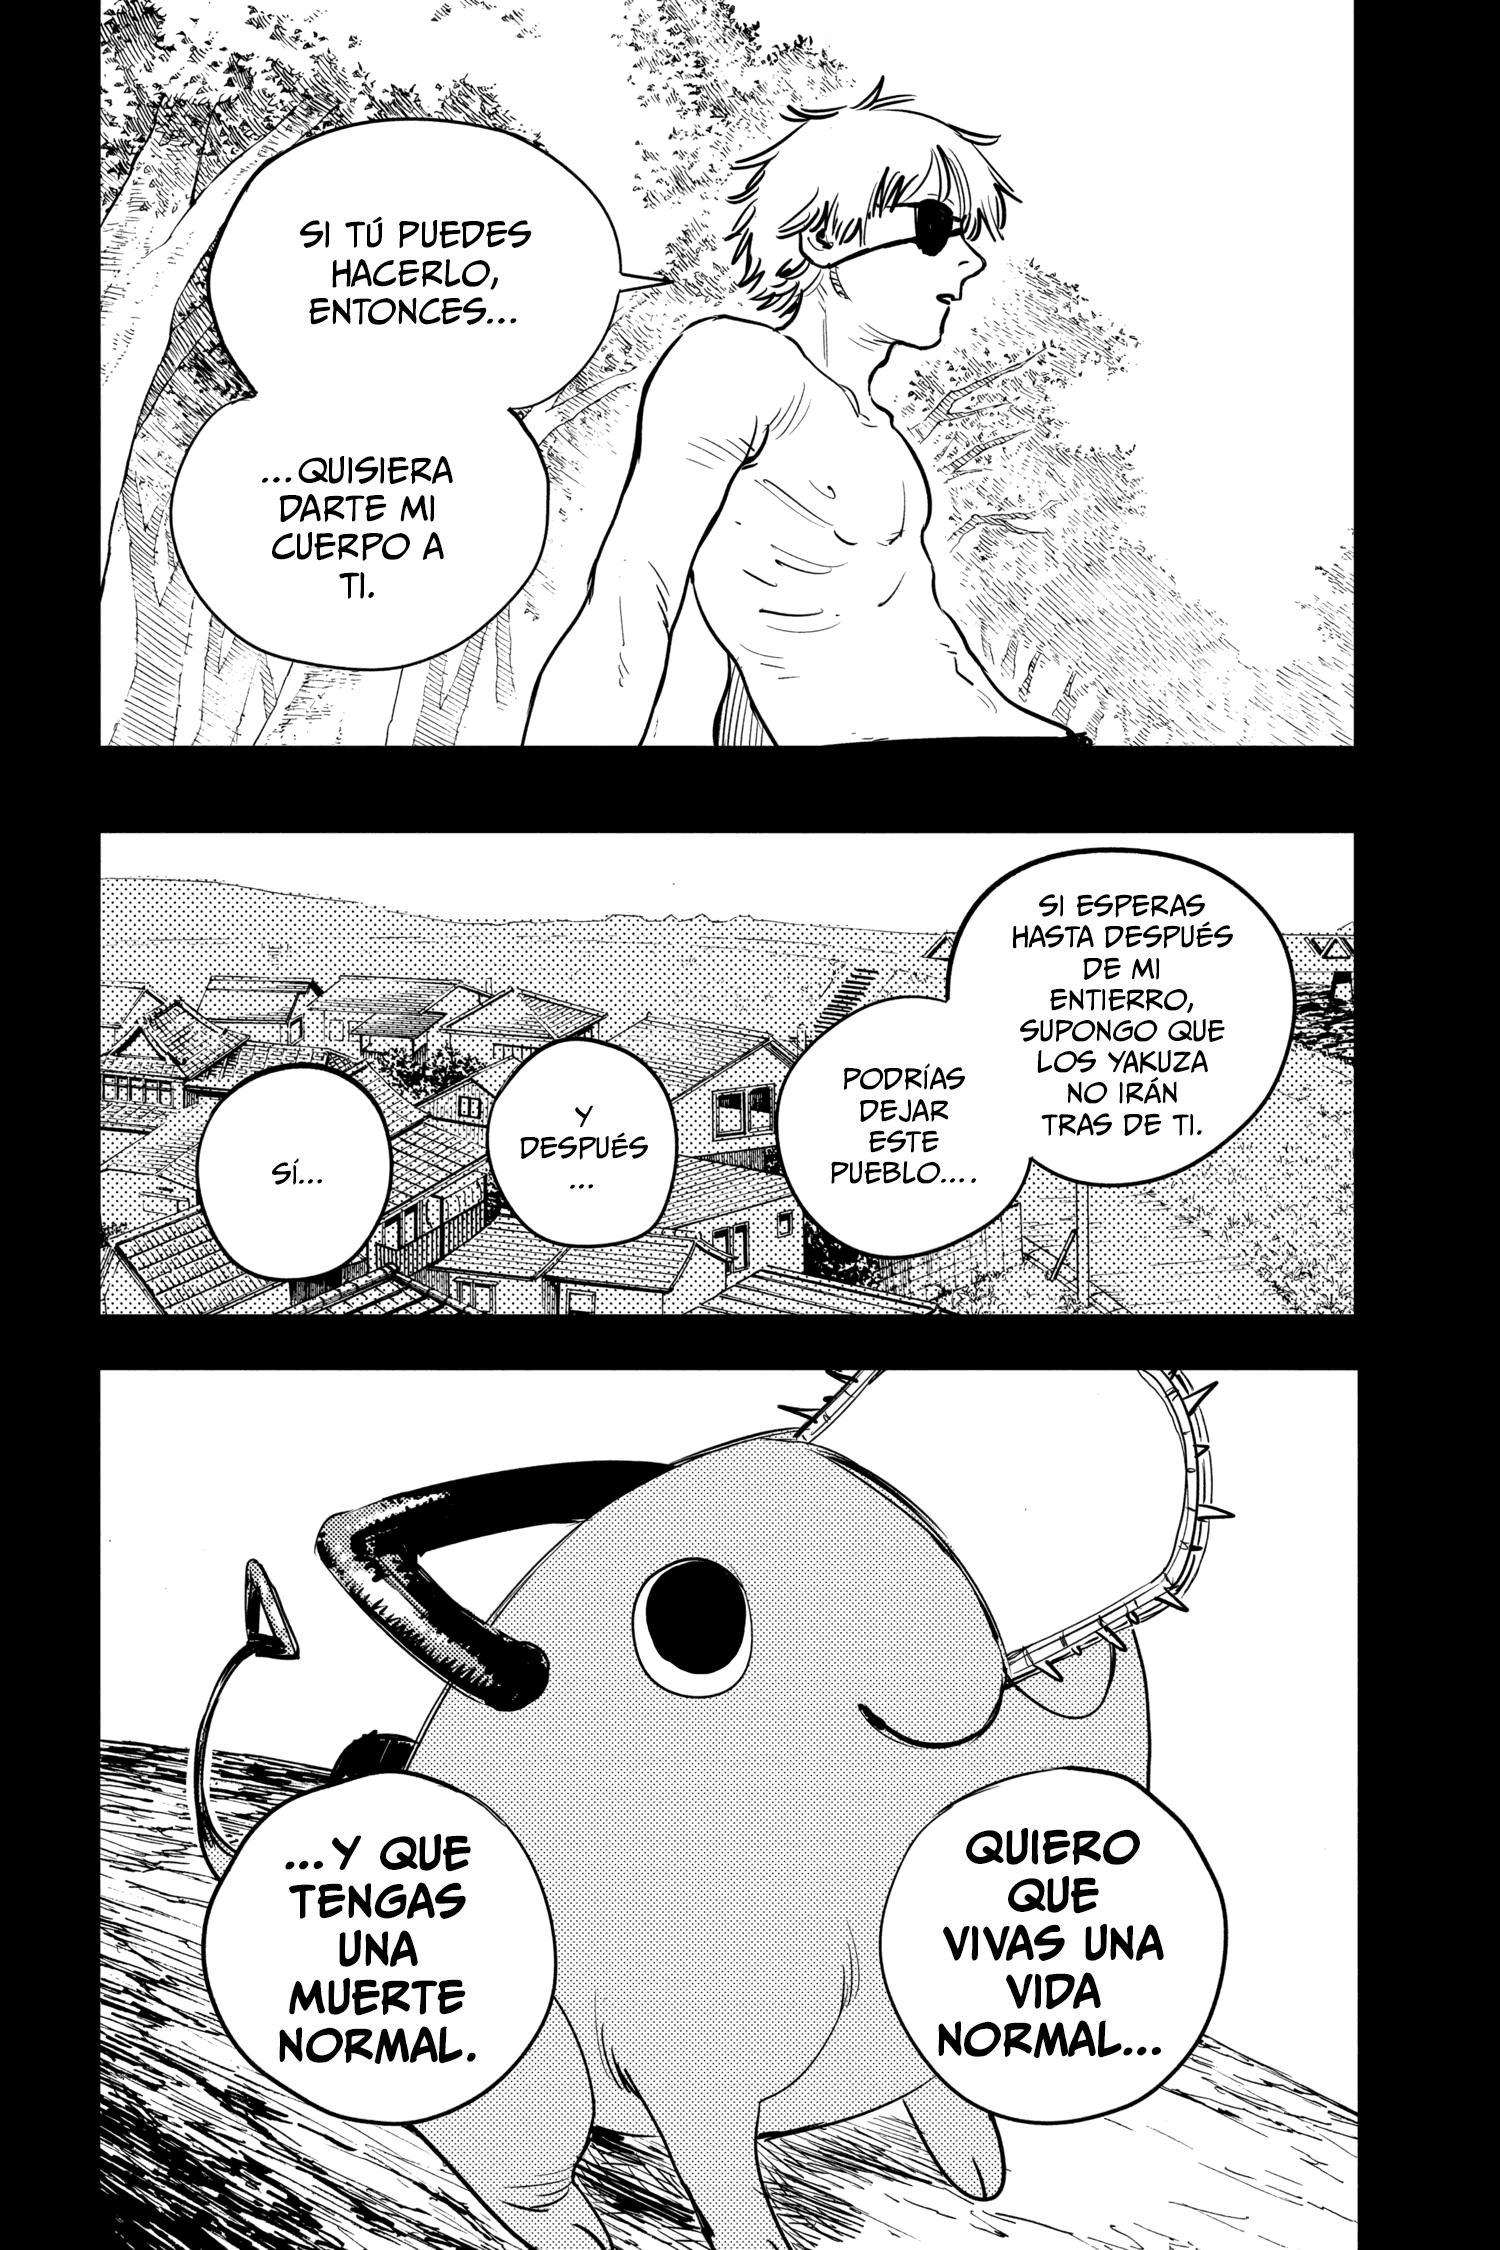 SI TÚ PUEDES
HACERLO,
ENTONCES...
...QUISIERA
DARTE MI
CUERPO A
TI.
SI ESPERAS
HASTA DESPUÉS
DE MI
ENTIERRO,
SUPONGO QUE
LOS YAKUZA
NO IRÁN
TRAS DE TI.
PODRÍAS
DEJAR
ESTE
PUEBLO....
Y
DESPUÉS
...
SÍ...
QUIERO
QUE
VIVAS UNA
VIDA
NORMAL...
...Y QUE
TENGAS
UNA
MUERTE
NORMAL.